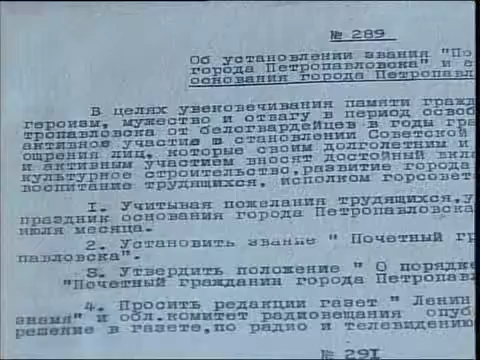 № 289
Об установлении звания "По
города Петропавловска" и
основания города Петропавл
В целях увековечивания памяти гражд
героизм, мужество и отвагу в период освоб
тропавловска от белогвардейцев в годы гра
активное участие в становлении Советской
ощрения лиц, которые своим долголетним и
и активным участием вносят достойный вкла
культурное строительство, развитие города
воспитание трудящихся, исполком горсовет
1. Учитывая пожелания трудящихся, у
праздник основания города Петропавловска
июля месяца.
2. Установить звание " Почетный гр
павловска".
3. Утвердить положение " О порядке
"Почетный гражданин города Петропавл
4. Просить редакции газет " Ленин
знамя" и обл.комитет радиовещания опуб
решение в газете, по радио и телевидению
№ 291